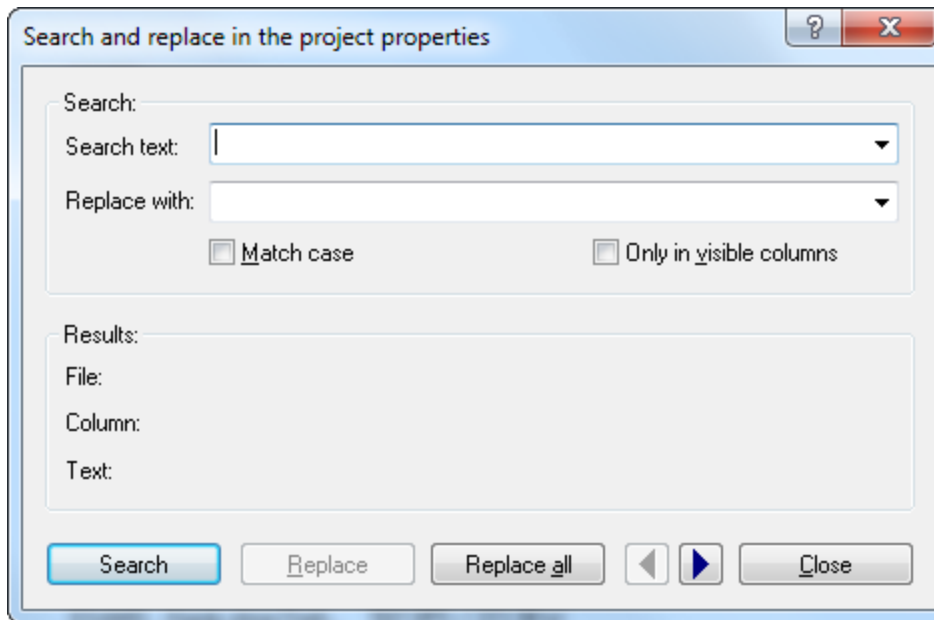 Search and replace in the project properties
?
Search:
Search text:
Replace with:
Match case Only in visible columns
Results:
File:
Column:
Text:
Search Replace Replace all Close